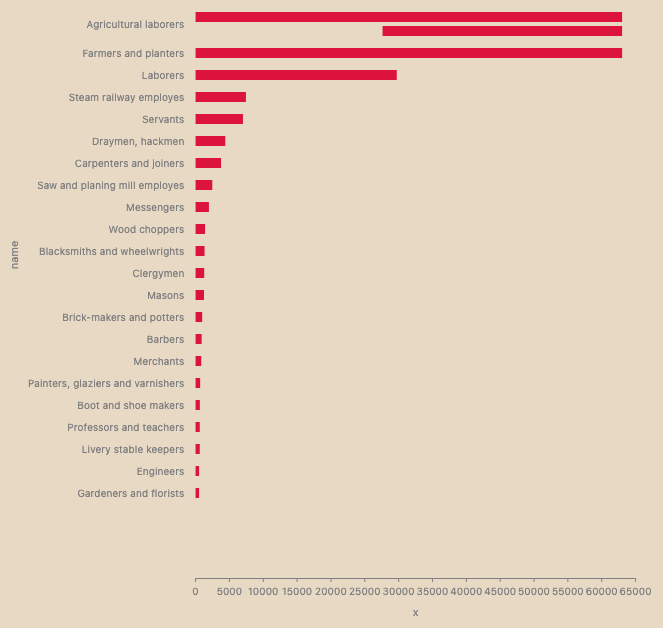 Agricultural laborers
Farmers and planters
Laborers
Steam railway employes
Servants
Draymen, hackmen
Carpenters and joiners
Saw and planing mill employes
Messengers
Wood choppers
Blacksmiths and wheelwrights
Clergymen
Masons
Brick-makers and potters
Barbers
Merchants
Painters, glaziers and varnishers
Boot and shoe makers
Professors and teachers
Livery stable keepers
Engineers
Gardeners and florists
name
0 5000 10000 15000 20000 25000 30000 35000 40000 45000 50000 55000 60000 65000
x